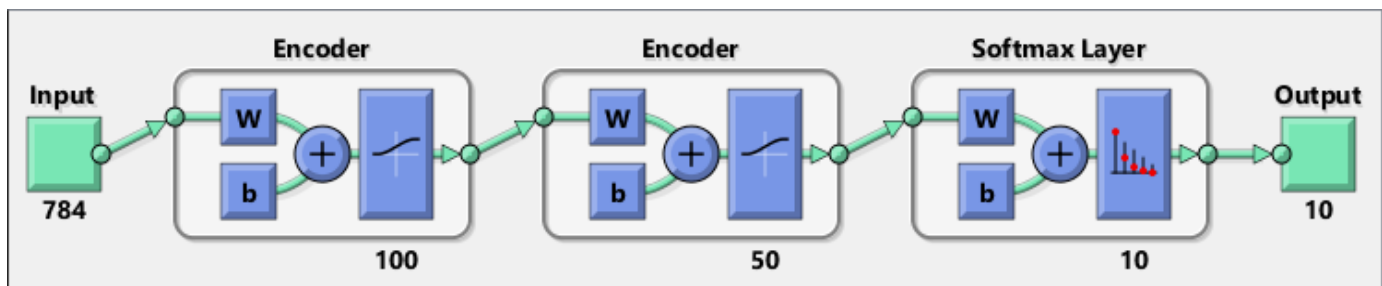 Encoder
Encoder
Softmax Layer
Input
Output
W
b
+
W
b
+
W
b
+
784
10
100
50
10